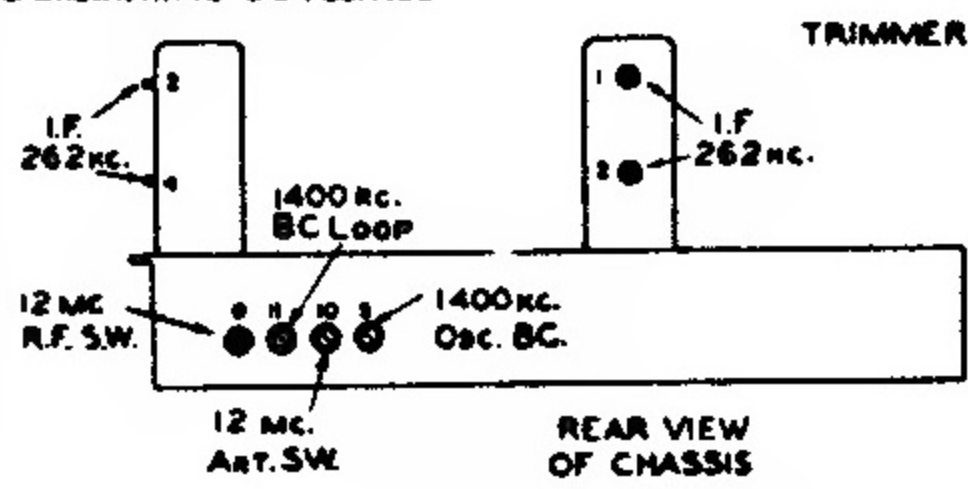 TRIMMER
1
2
I.F.
262 KC.
I.F
262 KC.
2
4
1400 KC.
BC LOOP
11 10
12 MC
R.F. S.W.
1400 KC.
OSC. BC.
12 MC.
ANT. SW.
REAR VIEW
OF CHASSIS